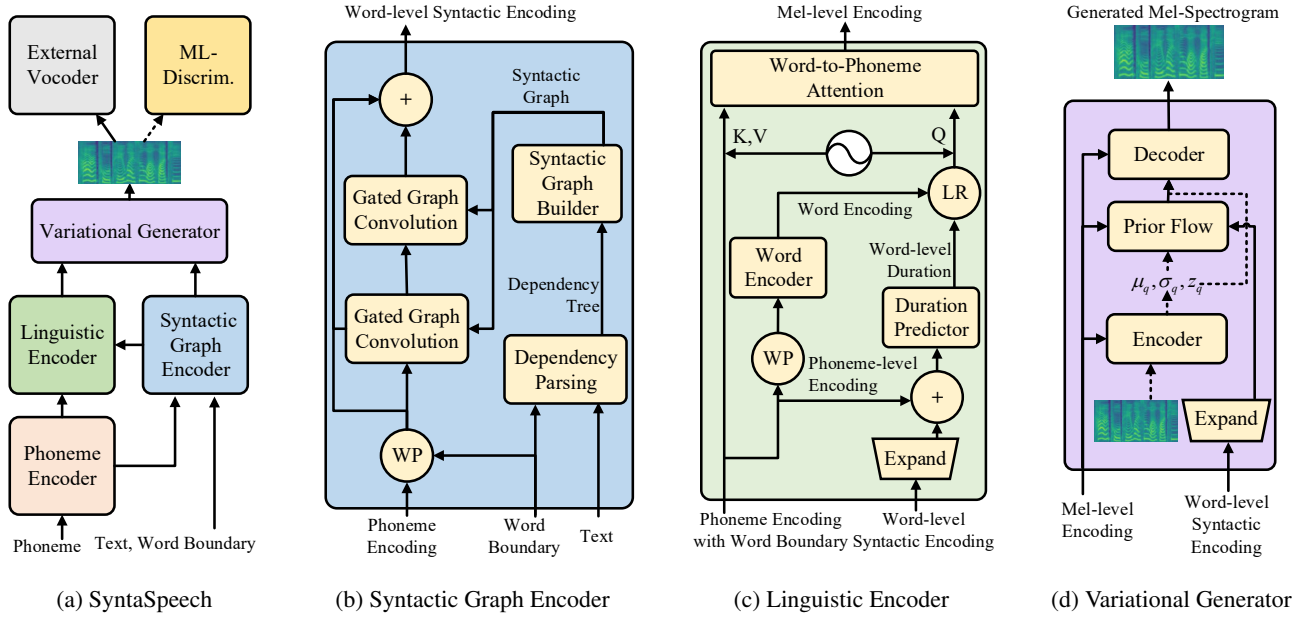 External
Vocoder
ML-
Discrim.
Variational Generator
Linguistic
Encoder
Syntactic
Graph
Encoder
Phoneme
Encoder
Phoneme
Text, Word Boundary
(a) SyntaSpeech
Word-level Syntactic Encoding
+
Syntactic
Graph
Gated Graph
Convolution
Syntactic
Graph
Builder
Dependency
Tree
Gated Graph
Convolution
Dependency
Parsing
WP
Phoneme
Encoding
Word
Boundary
Text
(b) Syntactic Graph Encoder
Mel-level Encoding
Word-to-Phoneme
Attention
K,V
Q
LR
Word Encoding
Word
Encoder
Word-level
Duration
Duration
Predictor
WP
Phoneme-level
Encoding
+
Expand
Phoneme Encoding
with Word Boundary
Word-level
Syntactic Encoding
(c) Linguistic Encoder
Generated Mel-Spectrogram
Decoder
Prior Flow
μq, σq, zq
Encoder
Expand
Mel-level
Encoding
Word-level
Syntactic
Encoding
(d) Variational Generator